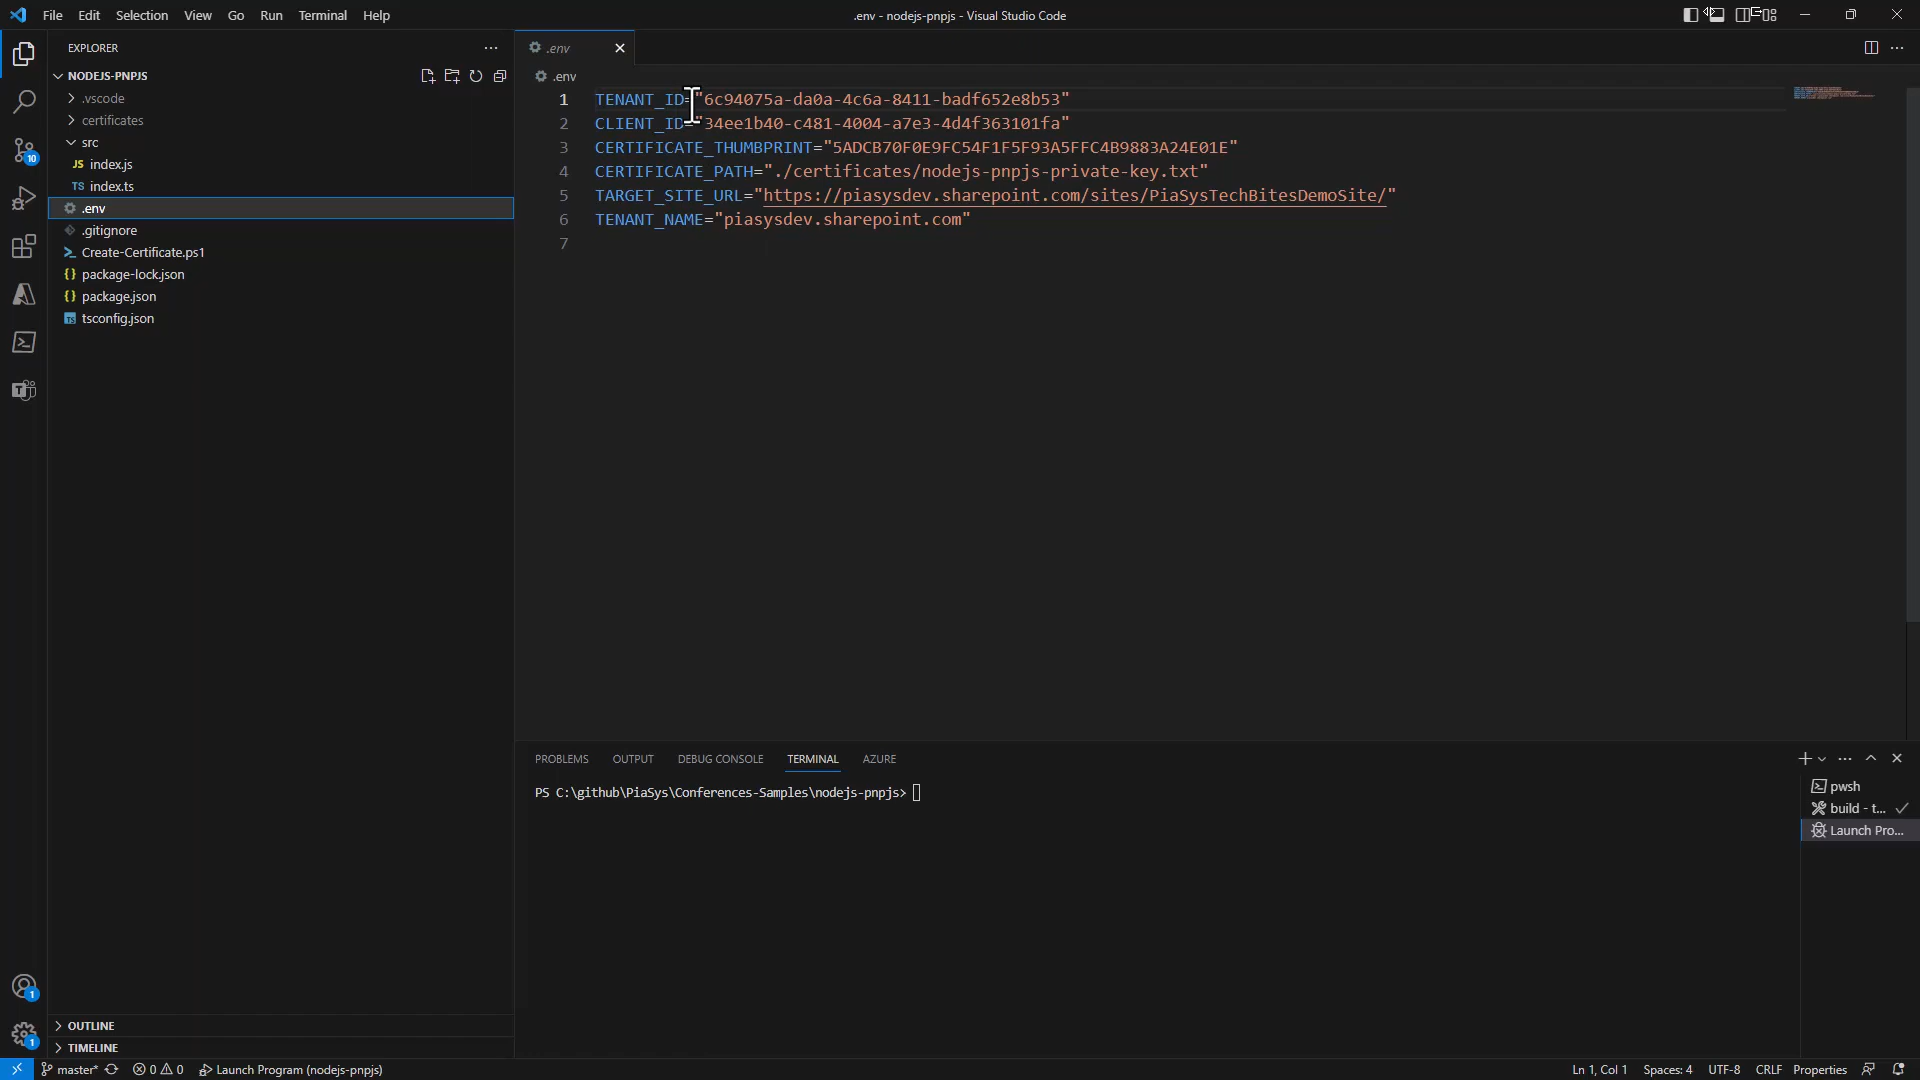 File Edit Selection View Go Run Terminal Help
.env - nodejs-pnpjs - Visual Studio Code
EXPLORER
NODEJS-PNPJS
.vscode
certificates
src
JS index.js
TS index.ts
.env
.gitignore
Create-Certificate.ps1
{} package-lock.json
{} package.json
TS tsconfig.json
OUTLINE
TIMELINE
10
1
1
.env
.env
1 TENANT_ID="6c94075a-da0a-4c6a-8411-badf652e8b53"
2 CLIENT_ID="34ee1b40-c481-4004-a7e3-4d4f363101fa"
3 CERTIFICATE_THUMBPRINT="5ADCB70F0E9FC54F1F5F93A5FFC4B9883A24E01E"
4 CERTIFICATE_PATH="./certificates/nodejs-pnpjs-private-key.txt"
5 TARGET_SITE_URL="https://piasysdev.sharepoint.com/sites/PiaSysTechBitesDemoSite/"
6 TENANT_NAME="piasysdev.sharepoint.com"
7
PROBLEMS OUTPUT DEBUG CONSOLE TERMINAL AZURE
PS C:\github\PiaSys\Conferences-Samples\nodejs-pnpjs>
pwsh
build - t...
Launch Pro...
master* 0 0 Launch Program (nodejs-pnpjs)
Ln 1, Col 1 Spaces: 4 UTF-8 CRLF Properties